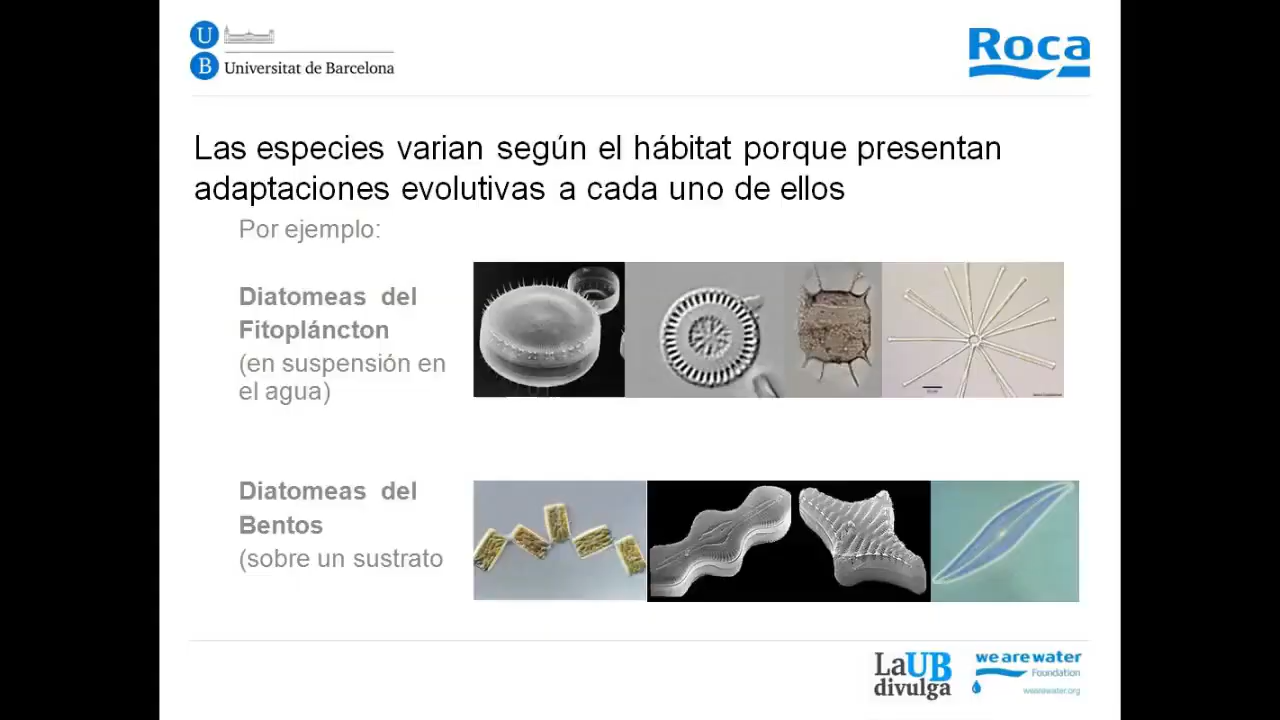 U
B
Universitat de Barcelona
Roca
Las especies varian según el hábitat porque presentan
adaptaciones evolutivas a cada uno de ellos
Por ejemplo:
Diatomeas del
Fitopláncton
(en suspensión en
el agua)
Diatomeas del
Bentos
(sobre un sustrato
La UB
divulga
we are water
Foundation
wearewater.org